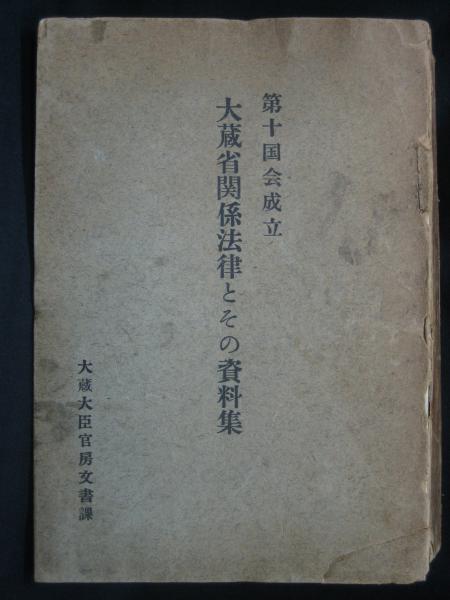 第十国会成立
大蔵省関係法律とその資料集
大蔵大臣官房文書課